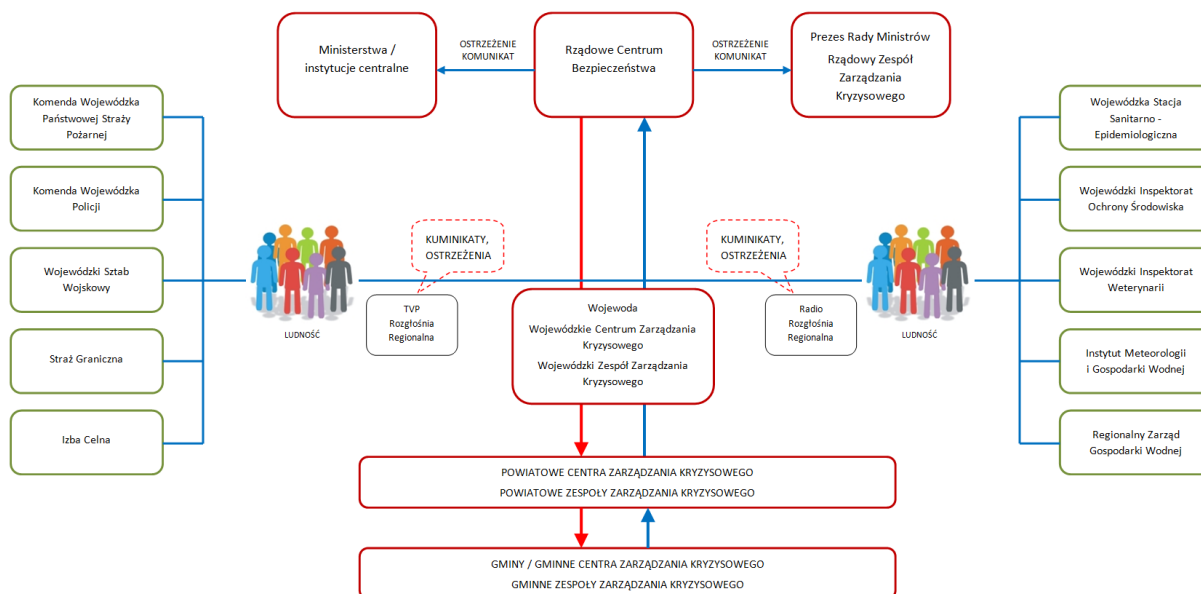 Ministerstwa /
instytucje centralne
OSTRZEŻENIE
KOMUNIKAT
Rządowe Centrum
Bezpieczeństwa
OSTRZEŻENIE
KOMUNIKAT
Prezes Rady Ministrów
Rządowy Zespół
Zarządzania
Kryzysowego
Komenda Wojewódzka
Państwowej Straży
Pożarnej
Komenda Wojewódzka
Policji
Wojewódzki Sztab
Wojskowy
Straż Graniczna
Izba Celna
LUDNOŚĆ
KUMINIKATY,
OSTRZEŻENIA
TVP
Rozgłośnia
Regionalna
Wojewoda
Wojewódzkie Centrum Zarządzania
Kryzysowego
Wojewódzki Zespół Zarządzania
Kryzysowego
KUMINIKATY,
OSTRZEŻENIA
Radio
Rozgłośnia
Regionalna
LUDNOŚĆ
Wojewódzka Stacja
Sanitarno -
Epidemiologiczna
Wojewódzki Inspektorat
Ochrony Środowiska
Wojewódzki Inspektorat
Weterynarii
Instytut Meteorologii
i Gospodarki Wodnej
Regionalny Zarząd
Gospodarki Wodnej
POWIATOWE CENTRA ZARZĄDZANIA KRYZYSOWEGO
POWIATOWE ZESPOŁY ZARZĄDZANIA KRYZYSOWEGO
GMINY / GMINNE CENTRA ZARZĄDZANIA KRYZYSOWEGO
GMINNE ZESPOŁY ZARZĄDZANIA KRYZYSOWEGO